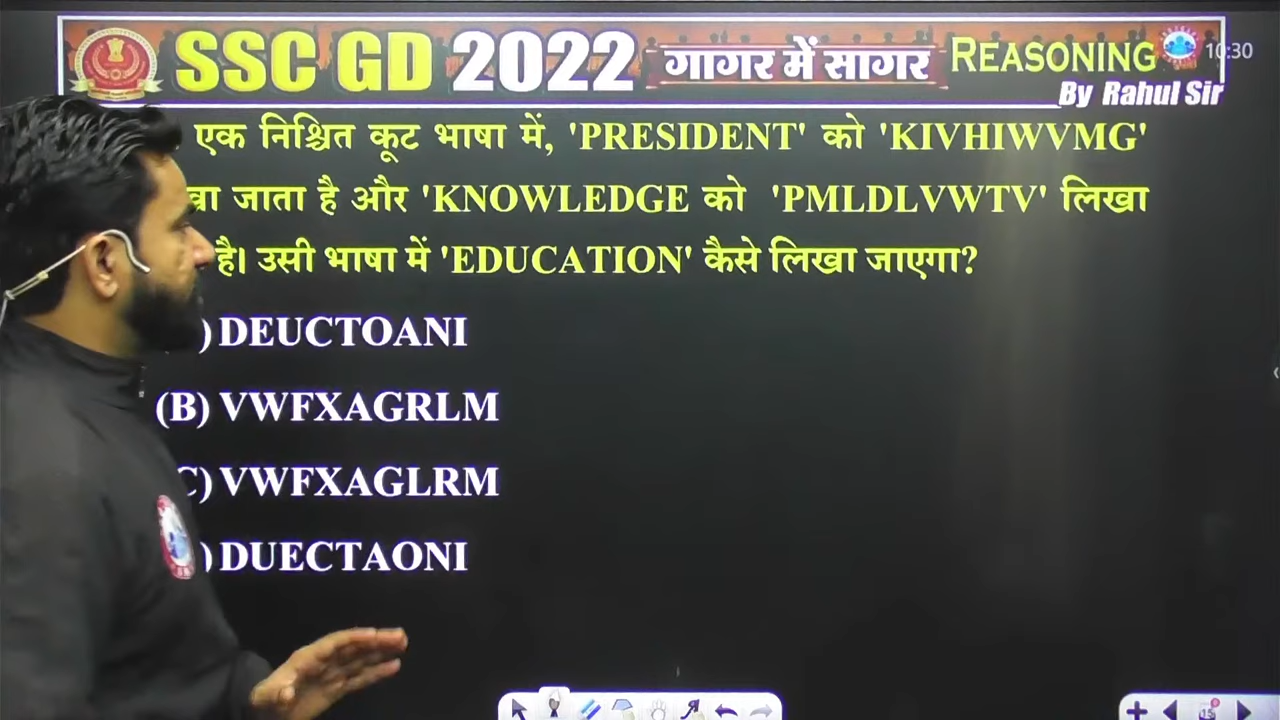 SSC GD 2022 गागर में सागर REASONING 10:30
By Rahul Sir
एक निश्चित कूट भाषा में, 'PRESIDENT' को 'KIVHIWVMG'
जाता है और 'KNOWLEDGE को 'PMLDLVWTV' लिखा
है। उसी भाषा में 'EDUCATION' कैसे लिखा जाएगा?
) DEUCTOANI
(B) VWFXAGRLM
C) VWFXAGLRM
) DUECTAONI